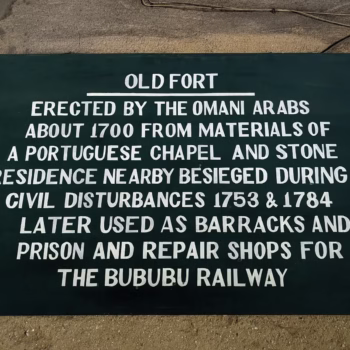 OLD FORT
ERECTED BY THE OMANI ARABS
ABOUT 1700 FROM MATERIALS OF
A PORTUGUESE CHAPEL AND STONE
RESIDENCE NEARBY BESIEGED DURING
CIVIL DISTURBANCES 1753 & 1784
LATER USED AS BARRACKS AND
PRISON AND REPAIR SHOPS FOR
THE BUBUBU RAILWAY